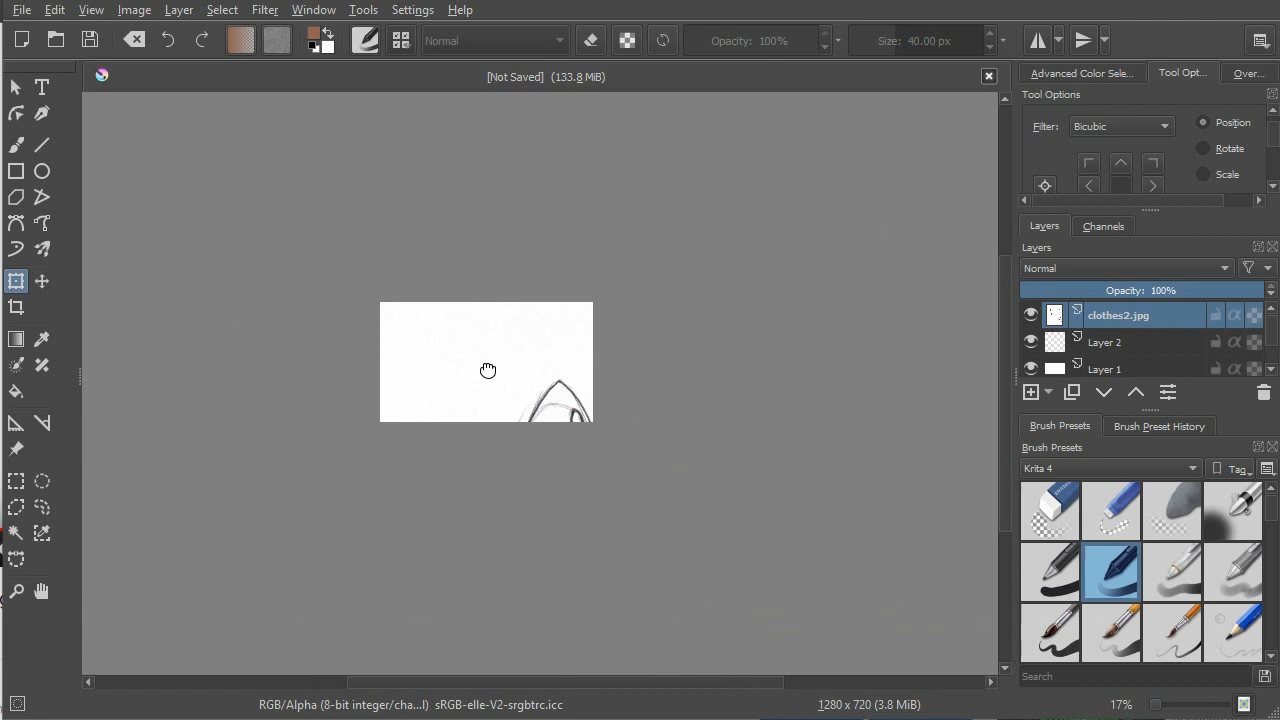 File Edit View Image Layer Select Filter Window Tools Settings Help
Normal Opacity: 100% Size: 40.00 px
[Not Saved] (133.8 MiB)
Advanced Color Sele... Tool Opt... Over...
Tool Options
Filter: Bicubic Position
Rotate
Scale
Layers Channels
Layers
Normal
Opacity: 100%
clothes2.jpg
Layer 2
Layer 1
Brush Presets Brush Preset History
Brush Presets
Krita 4 Tag
Search
RGB/Alpha (8-bit integer/cha...l) sRGB-elle-V2-srgbtrc.icc 1280 x 720 (3.8 MiB) 17%